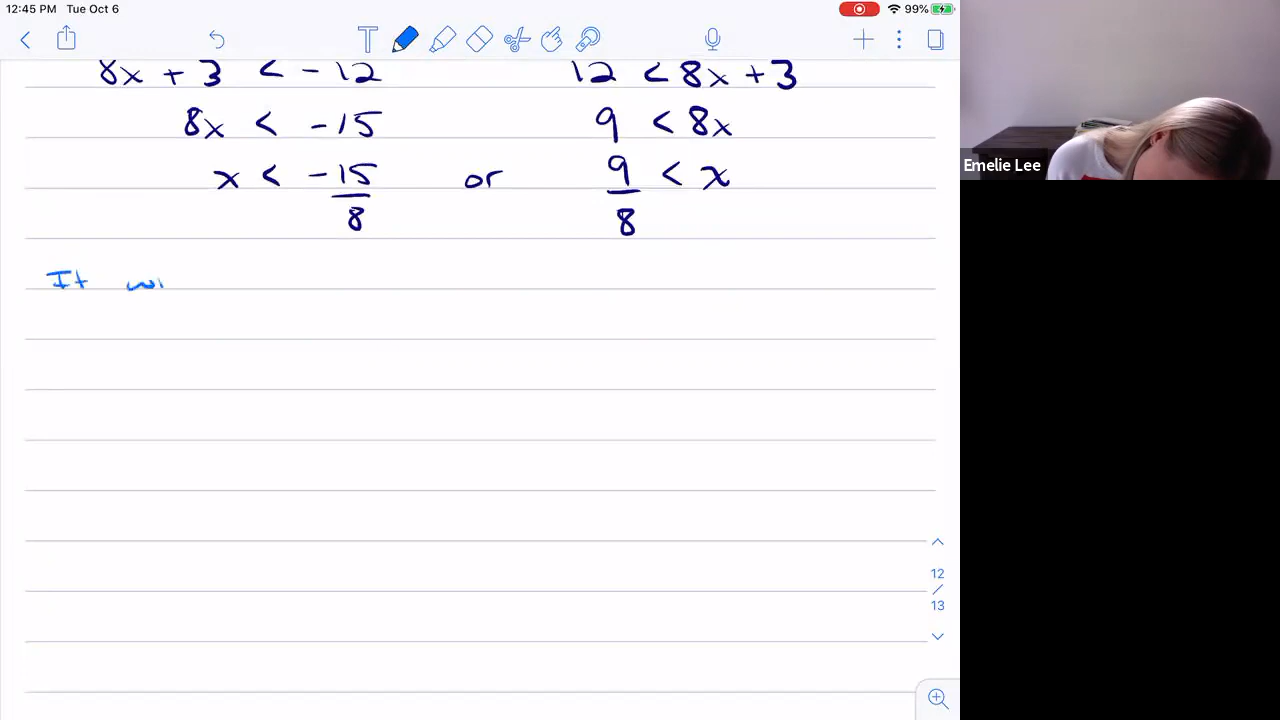 12:45 PM Tue Oct 6 99%
8x + 3 < -12 12 < 8x + 3
8x < -15 9 < 8x
x < -15/8 or 9/8 < x
It wi
Emelie Lee
12
/
13